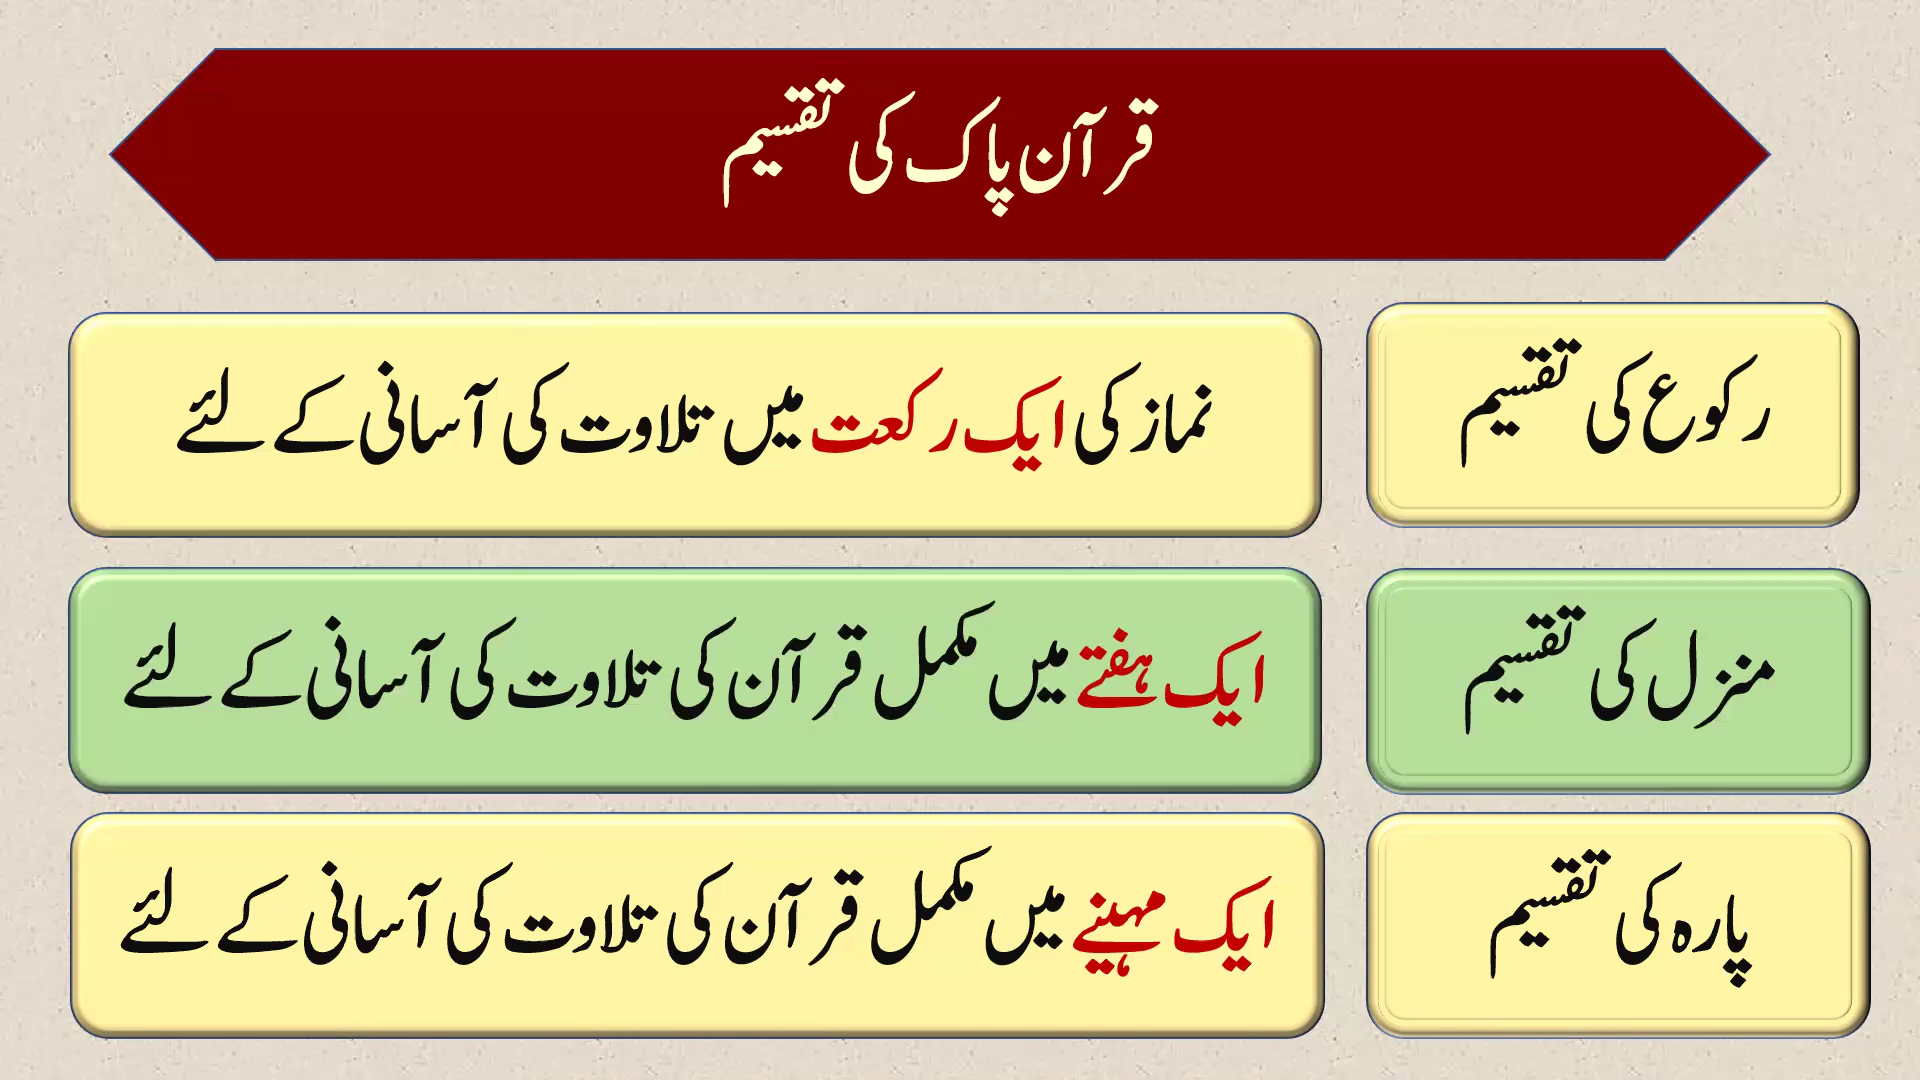 قرآن پاک کی تقسیم
رکوع کی تقسیم
نماز کی ایک رکعت میں تلاوت کی آسانی کے لئے
منزل کی تقسیم
ایک ہفتے میں مکمل قرآن کی تلاوت کی آسانی کے لئے
پارہ کی تقسیم
ایک مہینے میں مکمل قرآن کی تلاوت کی آسانی کے لئے